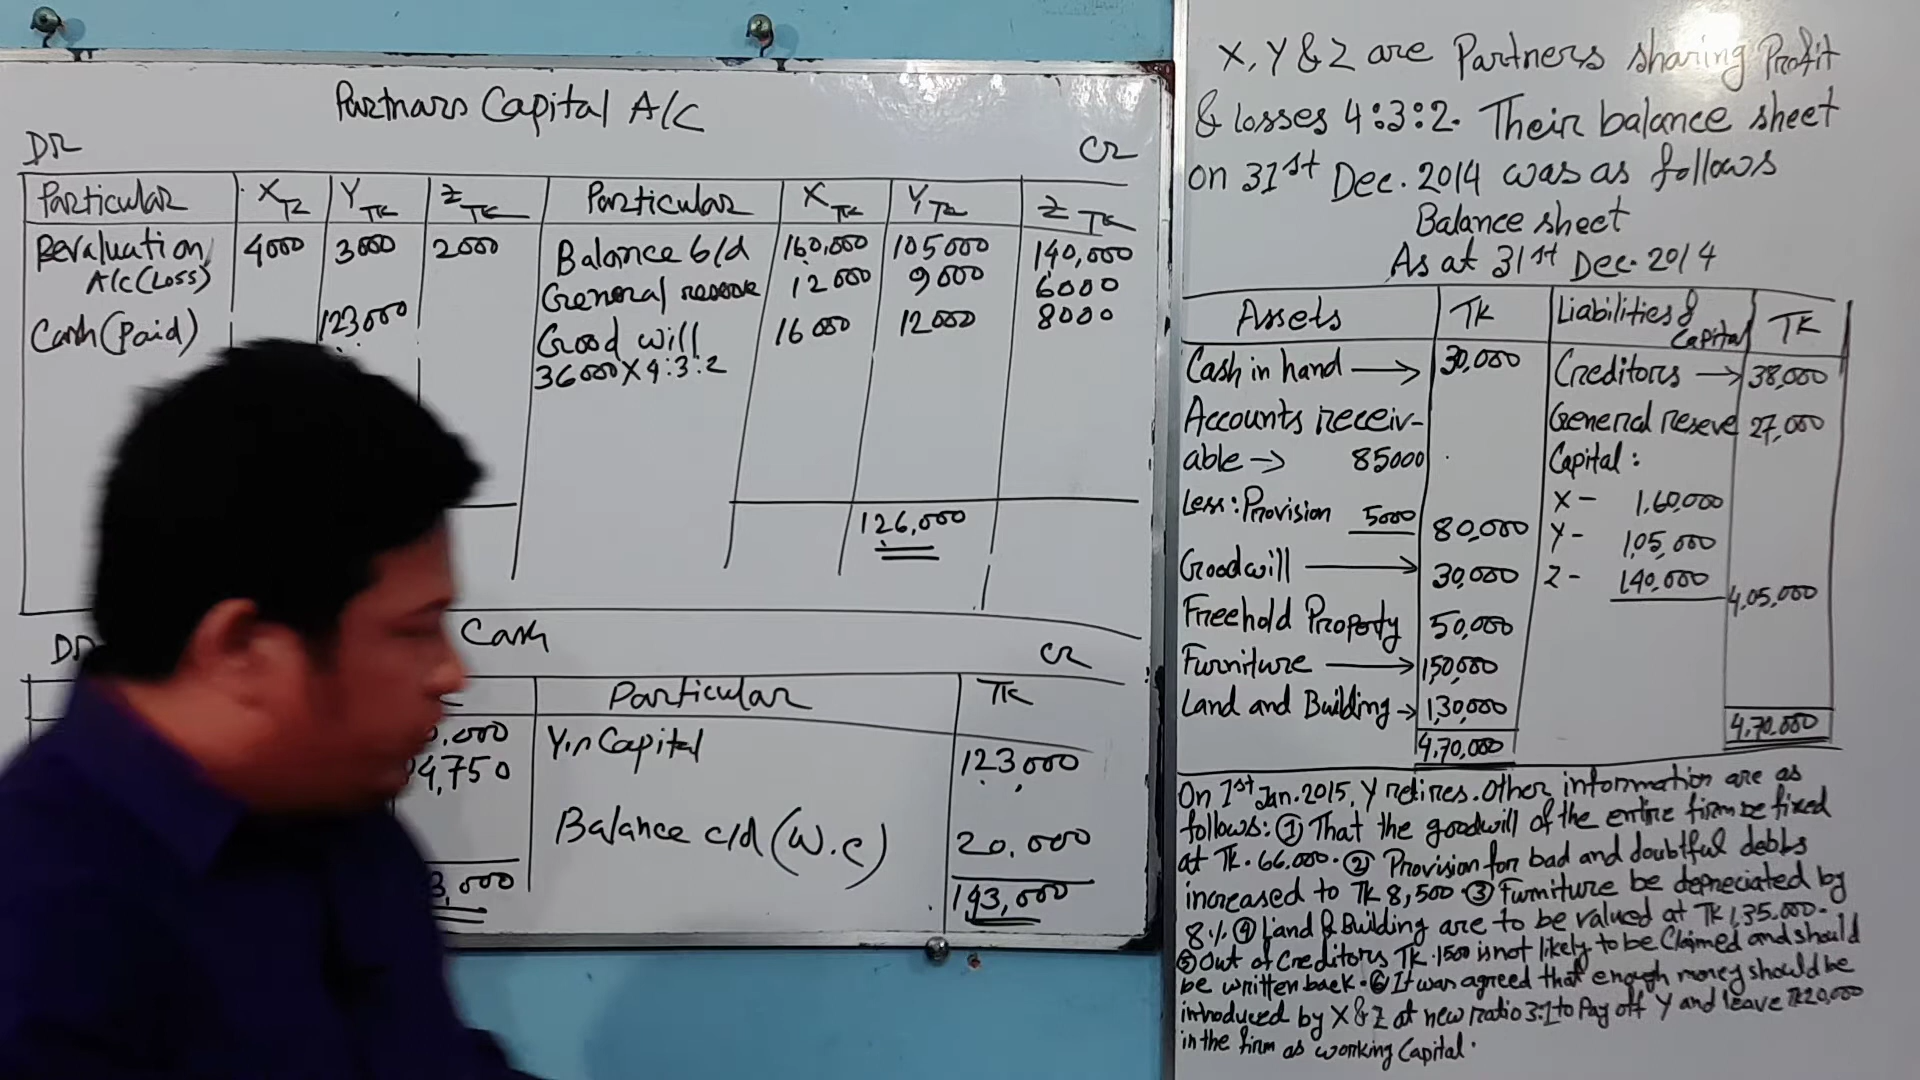 Partnars Capital A/C
DR CR
Particular X TK Y TK Z TK Particular X TK Y TK Z TK
Revaluation A/C (Loss) 4000 3000 2000 Balance b/d 160,000 105000 140,000
General reserve 12000 9000 6000
Cash (Paid) 123000 Good will 16000 12000 8000
36000 X 4:3:2
126,000
DR Cash CR
Particular TK
,000 Y,n Capital 123,000
4,750
Balance c/d (W.C) 20.000
3,000 143,000
X, Y & Z are Partners sharing Profit
& losses 4:3:2. Their balance sheet
on 31st Dec. 2014 was as follows
Balance sheet
As at 31st Dec. 2014
Assets TK Liabilities & Capital TK
Cash in hand → 30,000 Creditors → 38,000
Accounts receiv- General reseve 27,000
able → 85000 Capital:
Less: Provision 5000 80,000 X - 1,60,000
Y - 1,05,000
Goodwill → 30,000 Z - 140,000 4,05,000
Freehold Property 50,000
Furniture → 1,50,000
Land and Building → 1,30,000
4,70,000 4,70,000
On 1st Jan. 2015, Y retires. Other information are as
follows: ① That the goodwill of the entire firm be fixed
at TK. 66.000. ② Provision for bad and doubtful debts
increased to TK 8,500 ③ Furniture be depreciated by
8% ④ Land & Building are to be valued at TK 1,35.000.
⑤ Out of Creditors TK. 1500 is not likely to be Claimed and should
be written back. ⑥ It was agreed that enough money should be
introduced by X & Z at new ratio 3:1 to Pay off Y and leave TK 20,000
in the firm as working Capital.